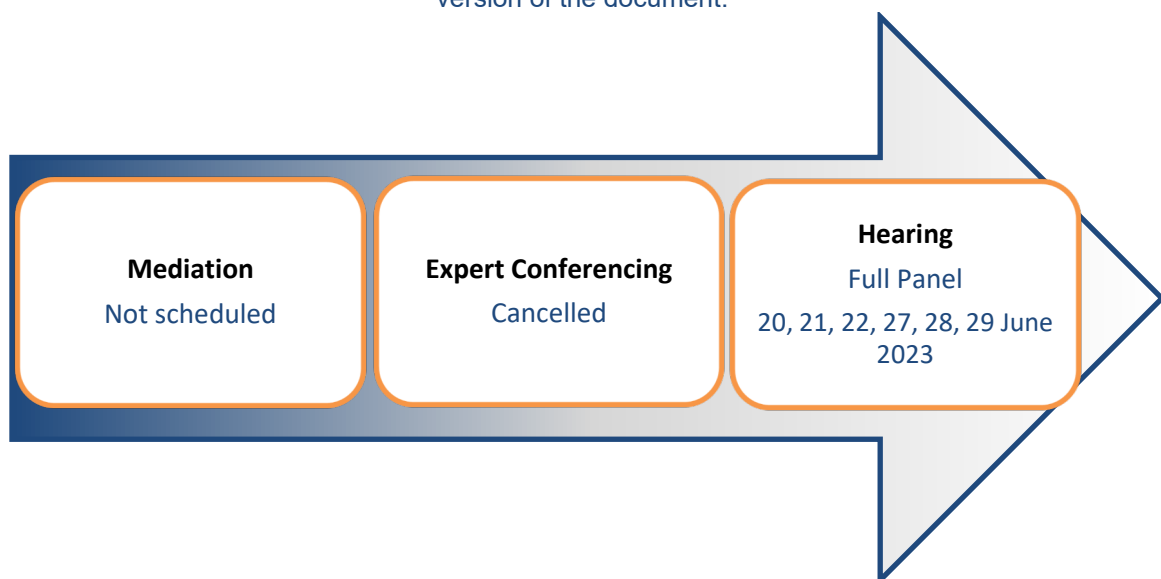 version of the document.
Mediation
Not scheduled
Expert Conferencing
Cancelled
Hearing
Full Panel
20, 21, 22, 27, 28, 29 June
2023